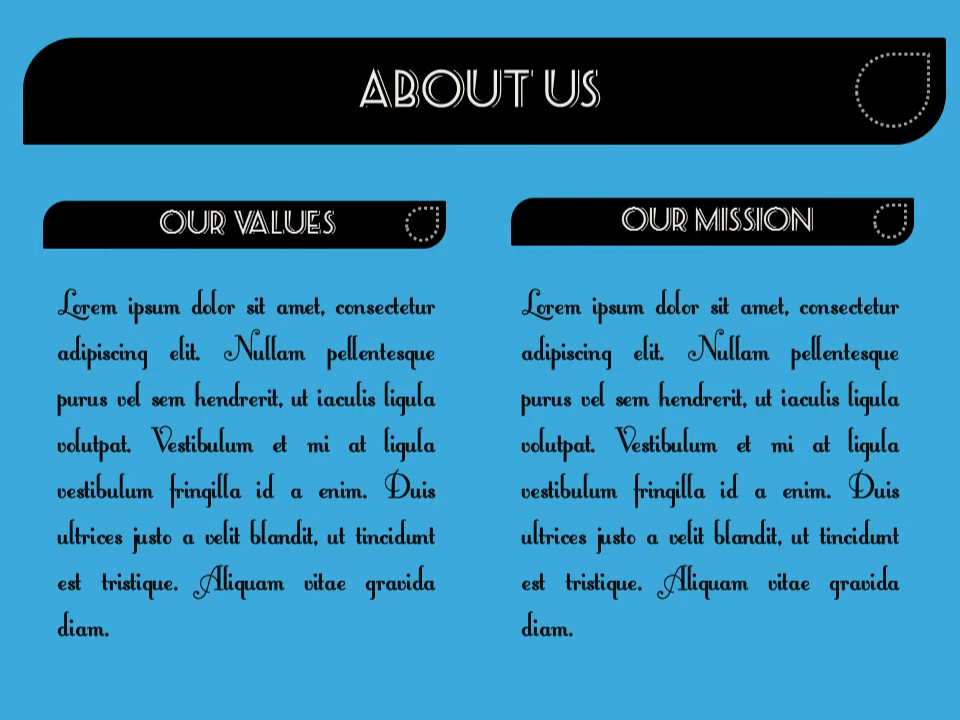 ABOUT US
OUR VALUES
Lorem ipsum dolor sit amet, consectetur
adipiscing elit. Nullam pellentesque
purus vel sem hendrerit, ut iaculis ligula
volutpat. Vestibulum et mi at ligula
vestibulum fringilla id a enim. Duis
ultrices justo a velit blandit, ut tincidunt
est tristique. Aliquam vitae gravida
diam.
OUR MISSION
Lorem ipsum dolor sit amet, consectetur
adipiscing elit. Nullam pellentesque
purus vel sem hendrerit, ut iaculis ligula
volutpat. Vestibulum et mi at ligula
vestibulum fringilla id a enim. Duis
ultrices justo a velit blandit, ut tincidunt
est tristique. Aliquam vitae gravida
diam.